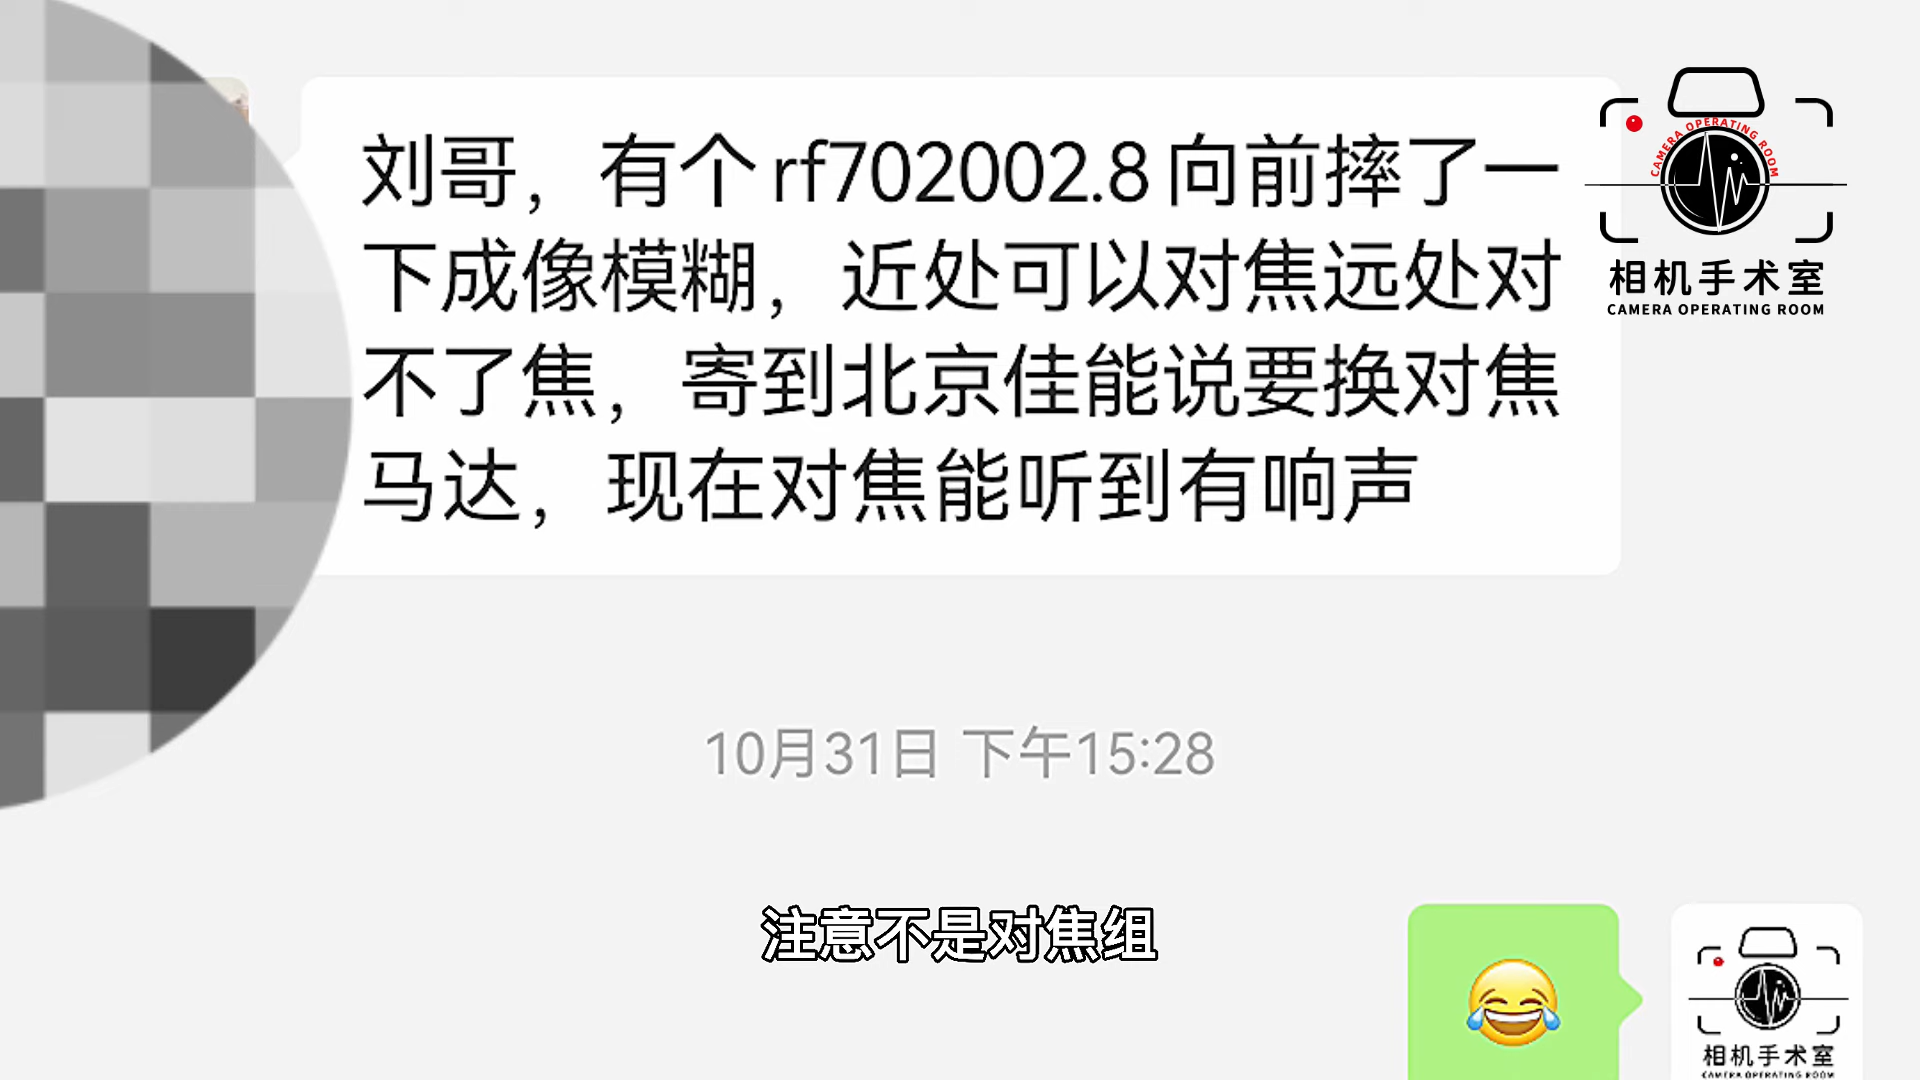 刘哥，有个rf702002.8向前摔了一
下成像模糊，近处可以对焦远处对
不了焦，寄到北京佳能说要换对焦
马达，现在对焦能听到有响声
CAMERA OPERATING ROOM
相机手术室
CAMERA OPERATING ROOM
10月31日 下午15:28
注意不是对焦组
相机手术室
CAMERA OPERATING ROOM